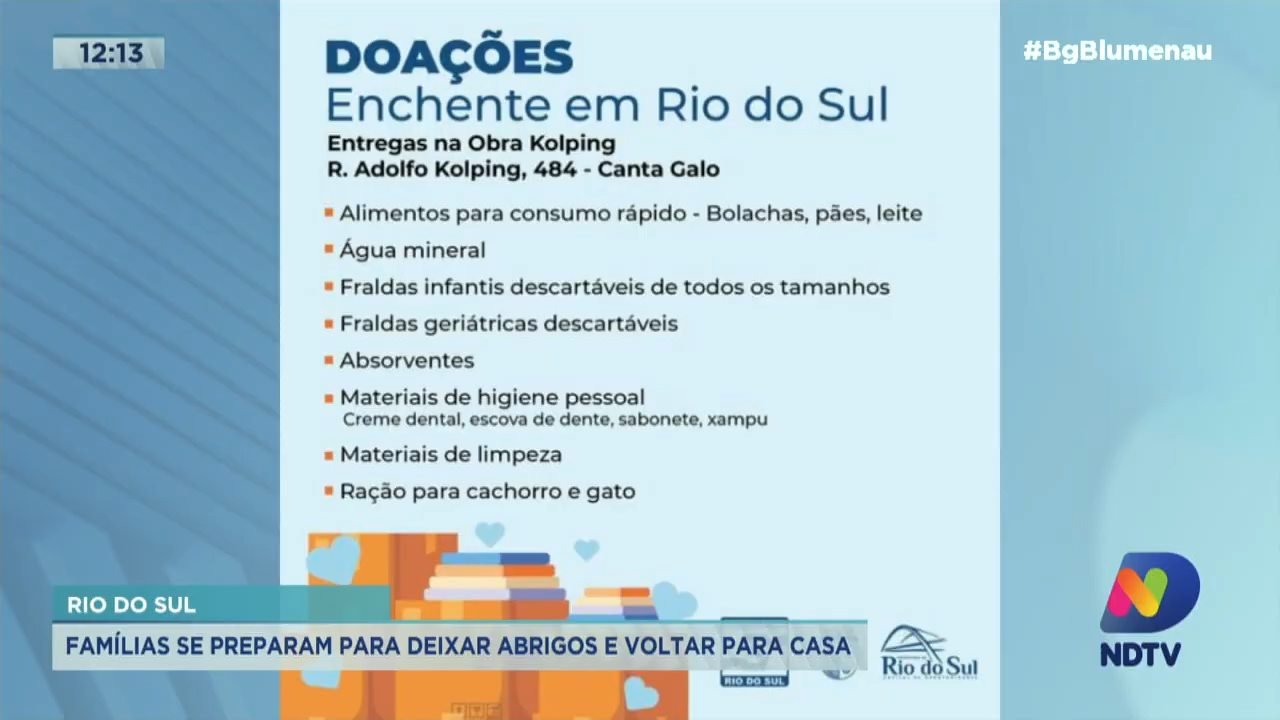 12:13
#BgBlumenau
DOAÇÕES
Enchente em Rio do Sul
Entregas na Obra Kolping
R. Adolfo Kolping, 484 - Canta Galo
Alimentos para consumo rápido - Bolachas, pães, leite
Água mineral
Fraldas infantis descartáveis de todos os tamanhos
Fraldas geriátricas descartáveis
Absorventes
Materiais de higiene pessoal
Creme dental, escova de dente, sabonete, xampu
Materiais de limpeza
Ração para cachorro e gato
RIO DO SUL
FAMÍLIAS SE PREPARAM PARA DEIXAR ABRIGOS E VOLTAR PARA CASA
RIO DO SUL
Rio do Sul
NDTV